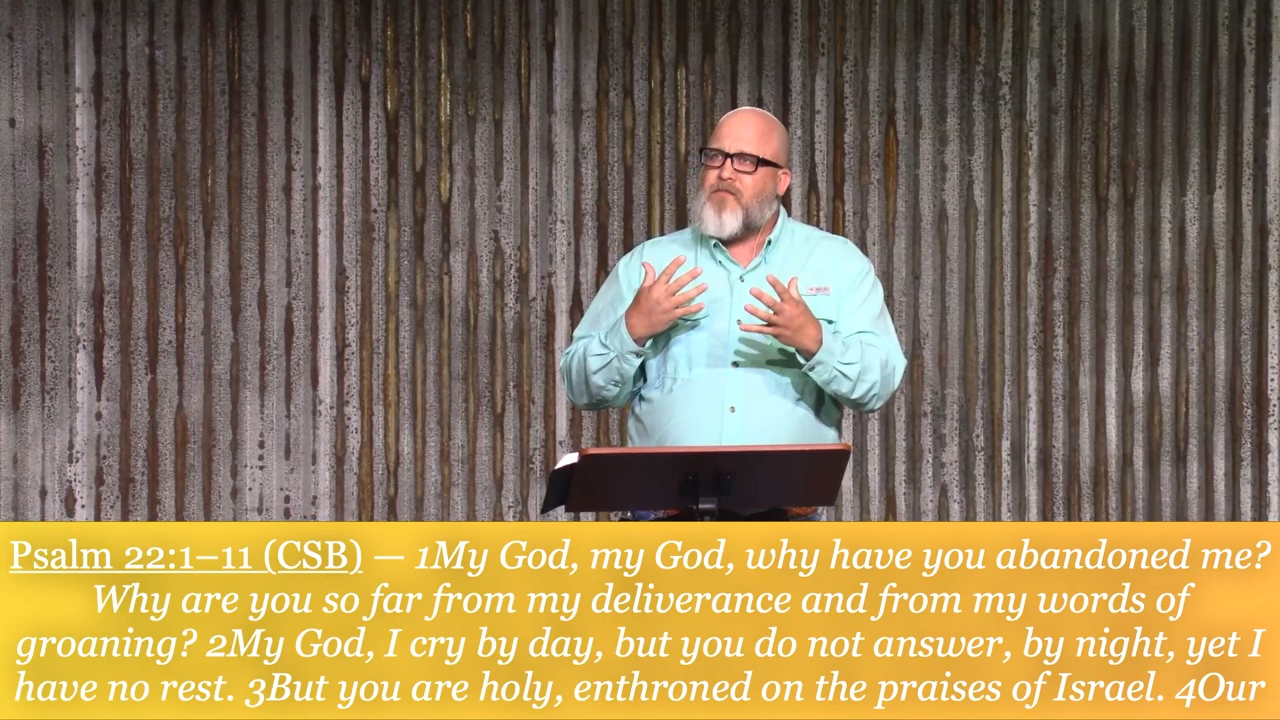 Psalm 22:1–11 (CSB) — 1My God, my God, why have you abandoned me?
Why are you so far from my deliverance and from my words of
groaning? 2My God, I cry by day, but you do not answer, by night, yet I
have no rest. 3But you are holy, enthroned on the praises of Israel. 4Our